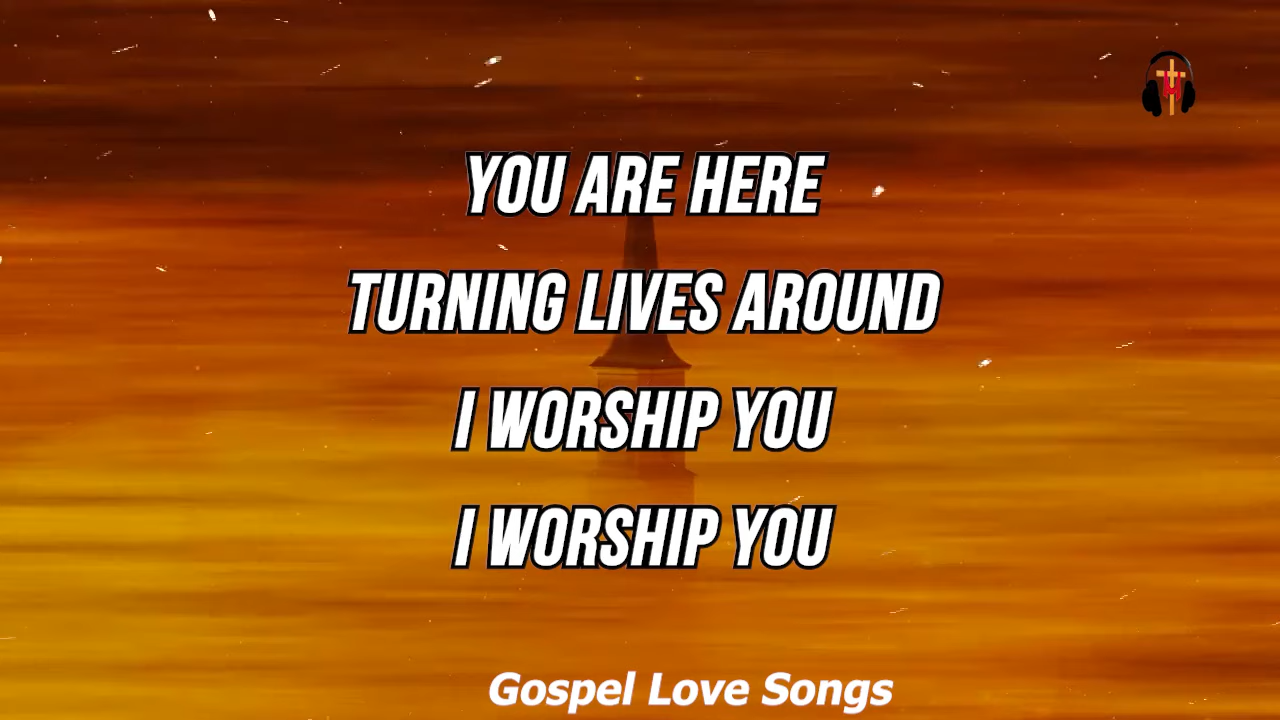 YOU ARE HERE
TURNING LIVES AROUND
I WORSHIP YOU
I WORSHIP YOU
Gospel Love Songs